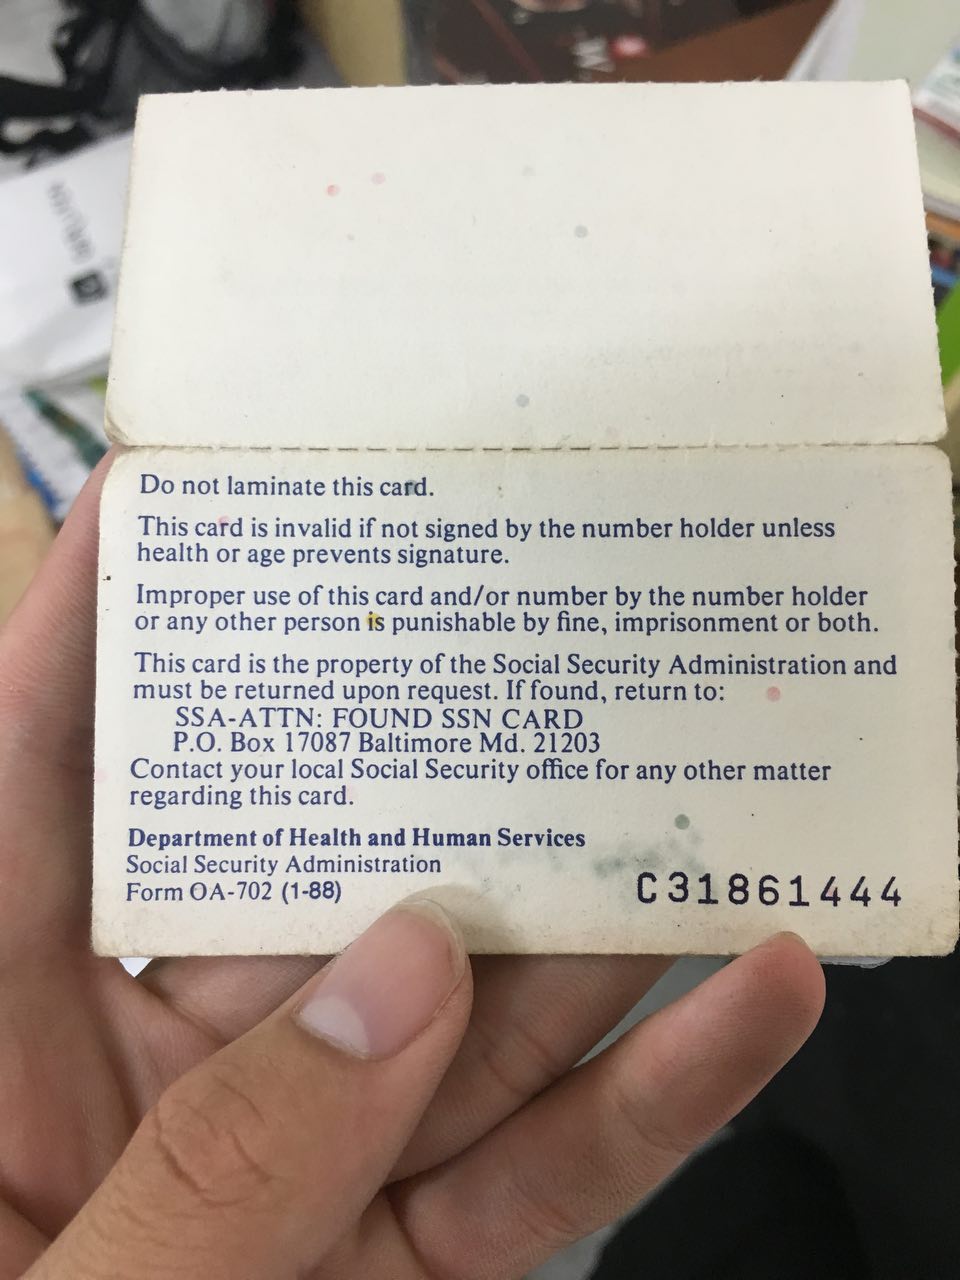 Do not laminate this card.
This card is invalid if not signed by the number holder unless
health or age prevents signature.
Improper use of this card and/or number by the number holder
or any other person is punishable by fine, imprisonment or both.
This card is the property of the Social Security Administration and
must be returned upon request. If found, return to:
SSA-ATTN: FOUND SSN CARD
P.O. Box 17087 Baltimore Md. 21203
Contact your local Social Security office for any other matter
regarding this card.
Department of Health and Human Services
Social Security Administration
Form OA-702 (1-88)
C31861444